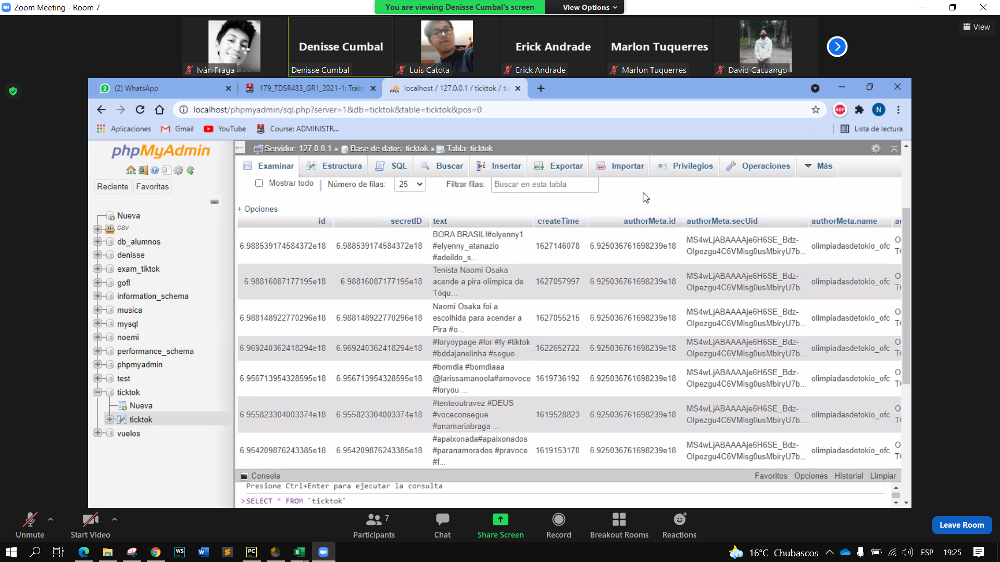 Zoom Meeting - Room 7
You are viewing Denisse Cumbal's screen
View Options
View
Iván Fraga
Denisse Cumbal
Denisse Cumbal
Luis Catota
Erick Andrade
Erick Andrade
Marlon Tuquerres
Marlon Tuquerres
David Cacuango
(2) WhatsApp
179_TDSR433_GR1_2021-1: Traba
localhost / 127.0.0.1 / ticktok / ti
localhost/phpmyadmin/sql.php?server=1&db=ticktok&table=ticktok&pos=0
ABP
N
Aplicaciones
Gmail
YouTube
Course: ADMINISTR...
Lista de lectura
phpMyAdmin
Reciente
Favoritas
Nueva
csv
db_alumnos
denisse
exam_tiktok
gofl
information_schema
musica
mysql
noemi
performance_schema
phpmyadmin
test
ticktok
Nueva
ticktok
vuelos
Servidor: 127.0.0.1 » Base de datos: ticktok » Tabla: ticktok
Examinar Estructura SQL Buscar Insertar Exportar Importar Privilegios Operaciones Más
Mostrar todo Número de filas: 25 Filtrar filas: Buscar en esta tabla
+ Opciones
id secretID text createTime authorMeta.id authorMeta.secUid authorMeta.name au
6.988539174584372e18 6.988539174584372e18 BORA BRASIL!#elyenny1 #elyenny_atanazio #adeildo_s... 1627146078 6.925036761698239e18 MS4wLjABAAAAje6H6SE_Bdz-OIpezgu4C6VMisg0usMbiryU7b... olimpiadasdetokio_ofc
6.98816087177195e18 6.98816087177195e18 Tenista Naomi Osaka acende a pira olímpica de Tóqu... 1627057997 6.925036761698239e18 MS4wLjABAAAAje6H6SE_Bdz-OIpezgu4C6VMisg0usMbiryU7b... olimpiadasdetokio_ofc
6.988148922770296e18 6.988148922770296e18 Naomi Osaka foi a escolhida para acender a Pira #o... 1627055215 6.925036761698239e18 MS4wLjABAAAAje6H6SE_Bdz-OIpezgu4C6VMisg0usMbiryU7b... olimpiadasdetokio_ofc
6.969240362418294e18 6.969240362418294e18 #foryoypage #for #fy #tiktok #bddajanelinha #segue... 1622652722 6.925036761698239e18 MS4wLjABAAAAje6H6SE_Bdz-OIpezgu4C6VMisg0usMbiryU7b... olimpiadasdetokio_ofc
6.956713954328595e18 6.956713954328595e18 #bomdia #bomdiaaa @larissamanoela#amovoce #foryou ... 1619736192 6.925036761698239e18 MS4wLjABAAAAje6H6SE_Bdz-OIpezgu4C6VMisg0usMbiryU7b... olimpiadasdetokio_ofc
6.955823304003374e18 6.955823304003374e18 #tenteoutravez #DEUS #voceconsegue #anamariabraga ... 1619528823 6.925036761698239e18 MS4wLjABAAAAje6H6SE_Bdz-OIpezgu4C6VMisg0usMbiryU7b... olimpiadasdetokio_ofc
6.954209876243385e18 6.954209876243385e18 #apaixonada#apaixonados #paranamorados #pravoce #f... 1619153170 6.925036761698239e18 MS4wLjABAAAAje6H6SE_Bdz-OIpezgu4C6VMisg0usMbiryU7b... olimpiadasdetokio_ofc
Consola
Favoritos Opciones Historial Limpiar
Presione Ctrl+Enter para ejecutar la consulta
>SELECT * FROM `ticktok`
Unmute
Start Video
Participants 7
Chat
Share Screen
Record
Breakout Rooms
Reactions
Leave Room
WS
PC
16°C Chubascos
ESP
19:25